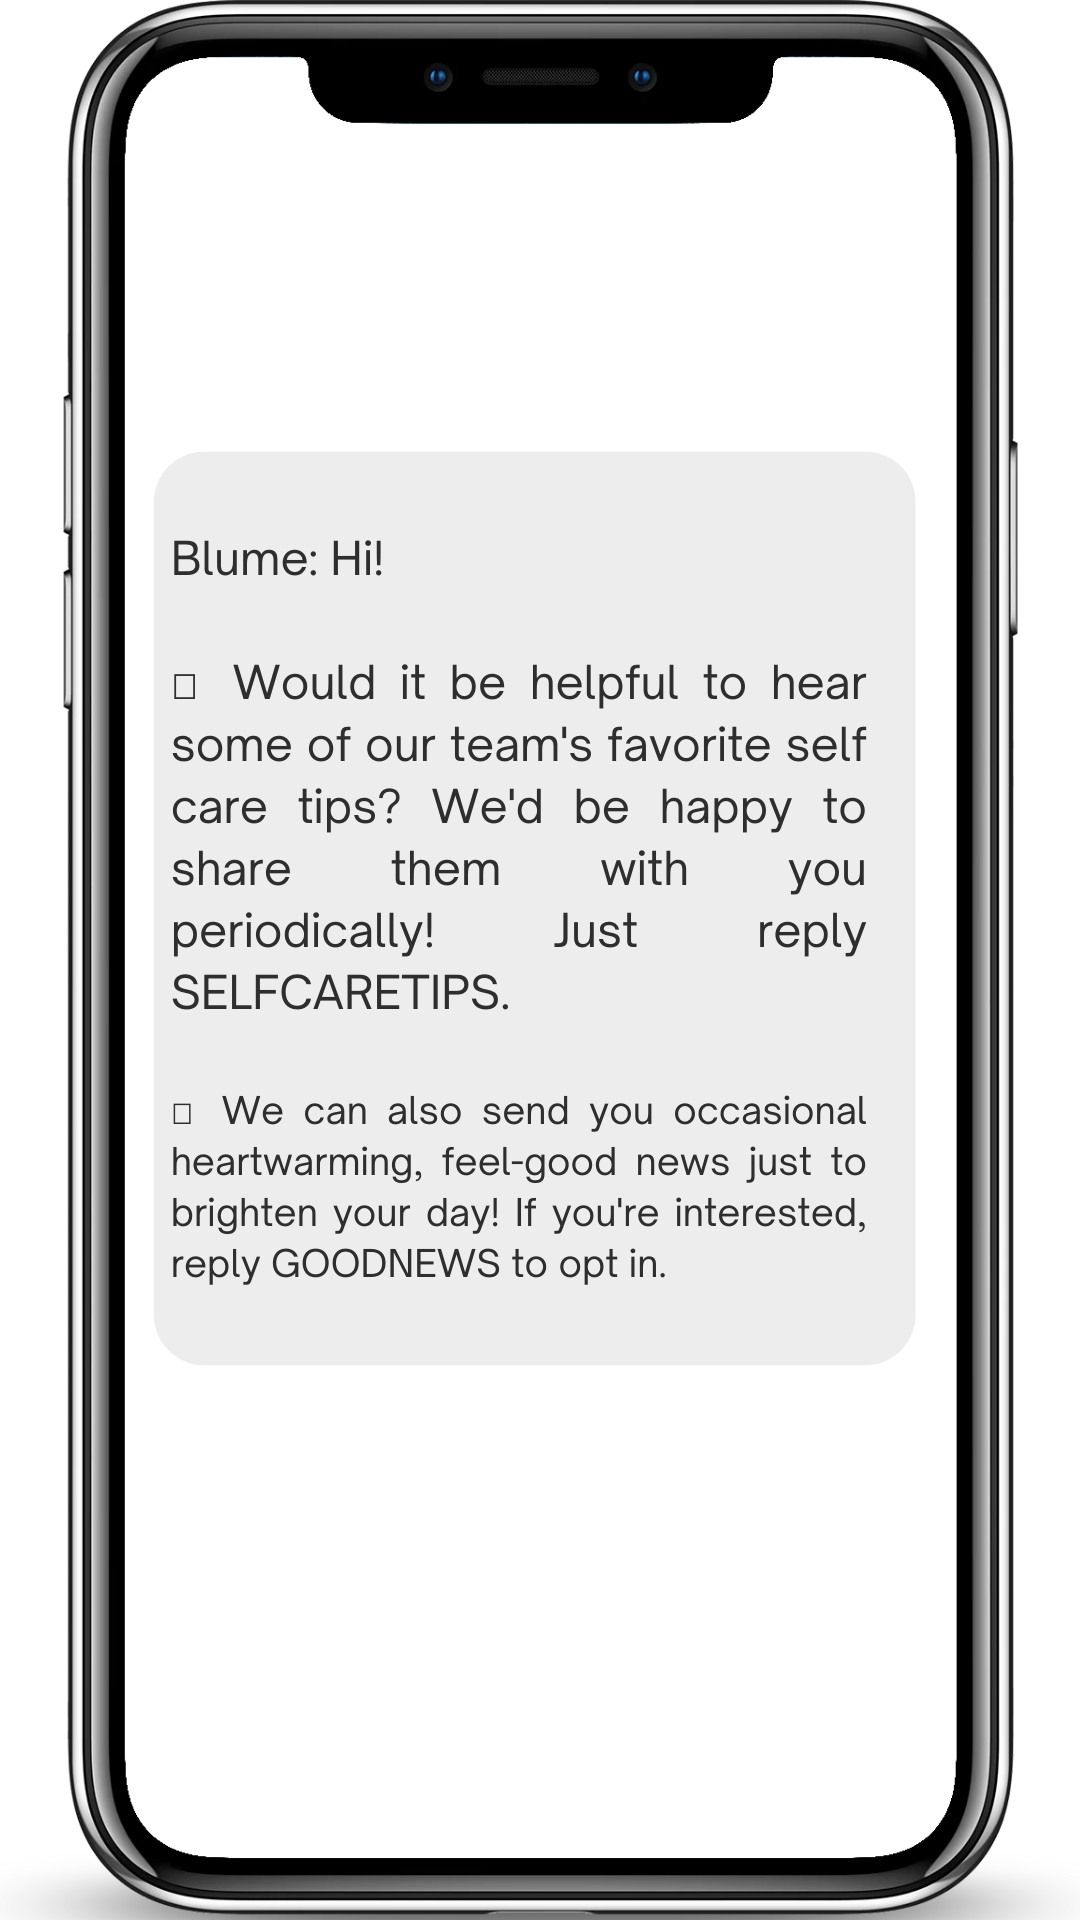 Blume: Hi!
□ Would it be helpful to hear
some of our team's favorite self
care tips? We'd be happy to
share them with you
periodically! Just reply
SELFCARETIPS.
□ We can also send you occasional
heartwarming, feel-good news just to
brighten your day! If you're interested,
reply GOODNEWS to opt in.